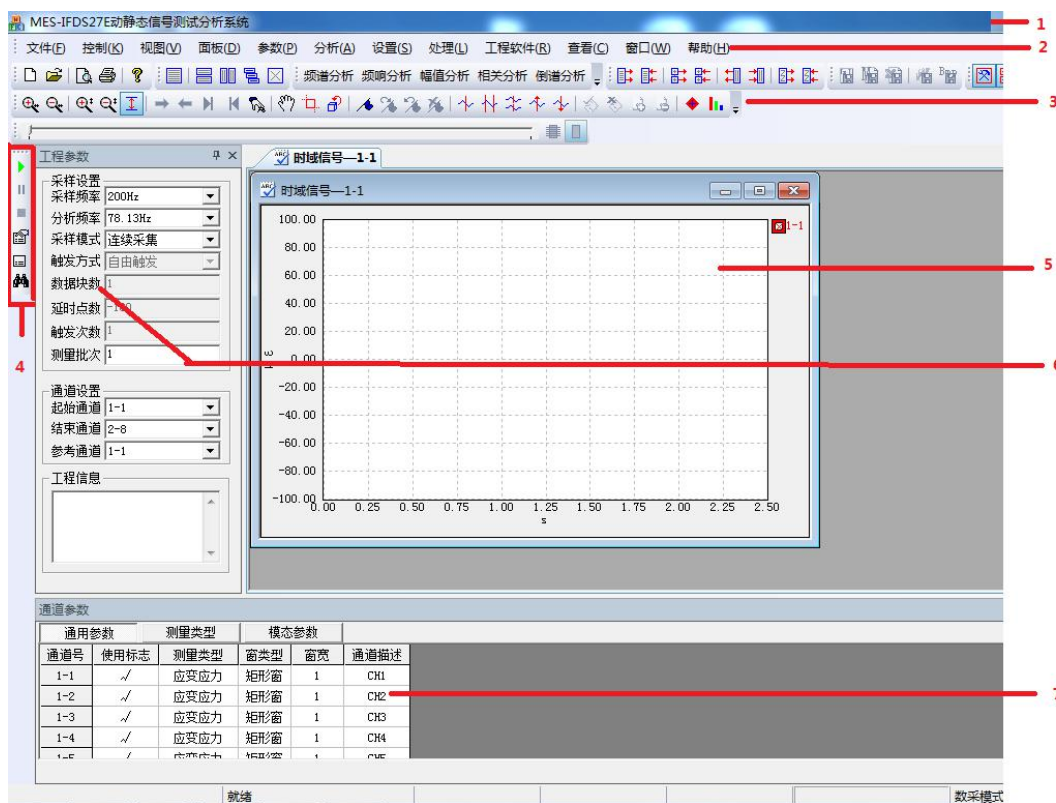 MES-IFDS27E动静态信号测试分析系统
1
文件(F) 控制(K) 视图(V) 面板(D) 参数(P) 分析(A) 设置(S) 处理(L) 工程软件(R) 查看(C) 窗口(W) 帮助(H)
2
频谱分析 频响分析 幅值分析 相关分析 倒谱分析
3
工程参数
时域信号—1-1
采样设置
采样频率 200Hz
分析频率 78.13Hz
采样模式 连续采集
触发方式 自由触发
数据块数 1
延时点数
触发次数 1
测量批次 1
4
通道设置
起始通道 1-1
结束通道 2-8
参考通道 1-1
工程信息
时域信号—1-1
1-1
100.00
80.00
60.00
40.00
20.00
0.00
-20.00
-40.00
-60.00
-80.00
-100.00
0.00 0.25 0.50 0.75 1.00 1.25 1.50 1.75 2.00 2.25 2.50
s
5
6
通道参数
通用参数 测量类型 模态参数
通道号 使用标志 测量类型 窗类型 窗宽 通道描述
1-1 √ 应变应力 矩形窗 1 CH1
1-2 √ 应变应力 矩形窗 1 CH2
1-3 √ 应变应力 矩形窗 1 CH3
1-4 √ 应变应力 矩形窗 1 CH4
1-5 √ 应变应力 矩形窗 1 CH5
7
就绪
数采模式